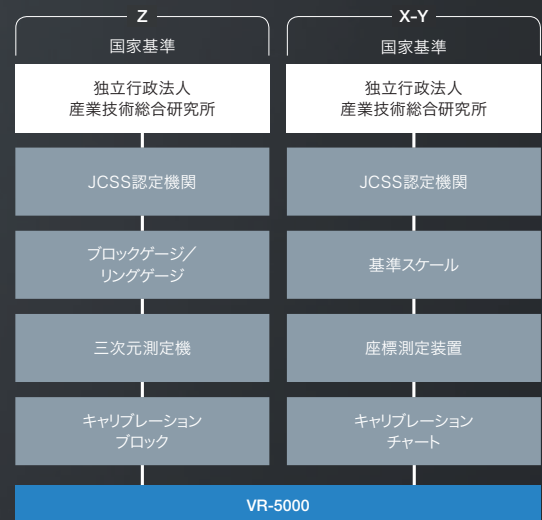 Z
国家基準
独立行政法人
産業技術総合研究所
JCSS認定機関
ブロックゲージ/
リングゲージ
三次元測定機
キャリブレーション
ブロック
X-Y
国家基準
独立行政法人
産業技術総合研究所
JCSS認定機関
基準スケール
座標測定装置
キャリブレーション
チャート
VR-5000